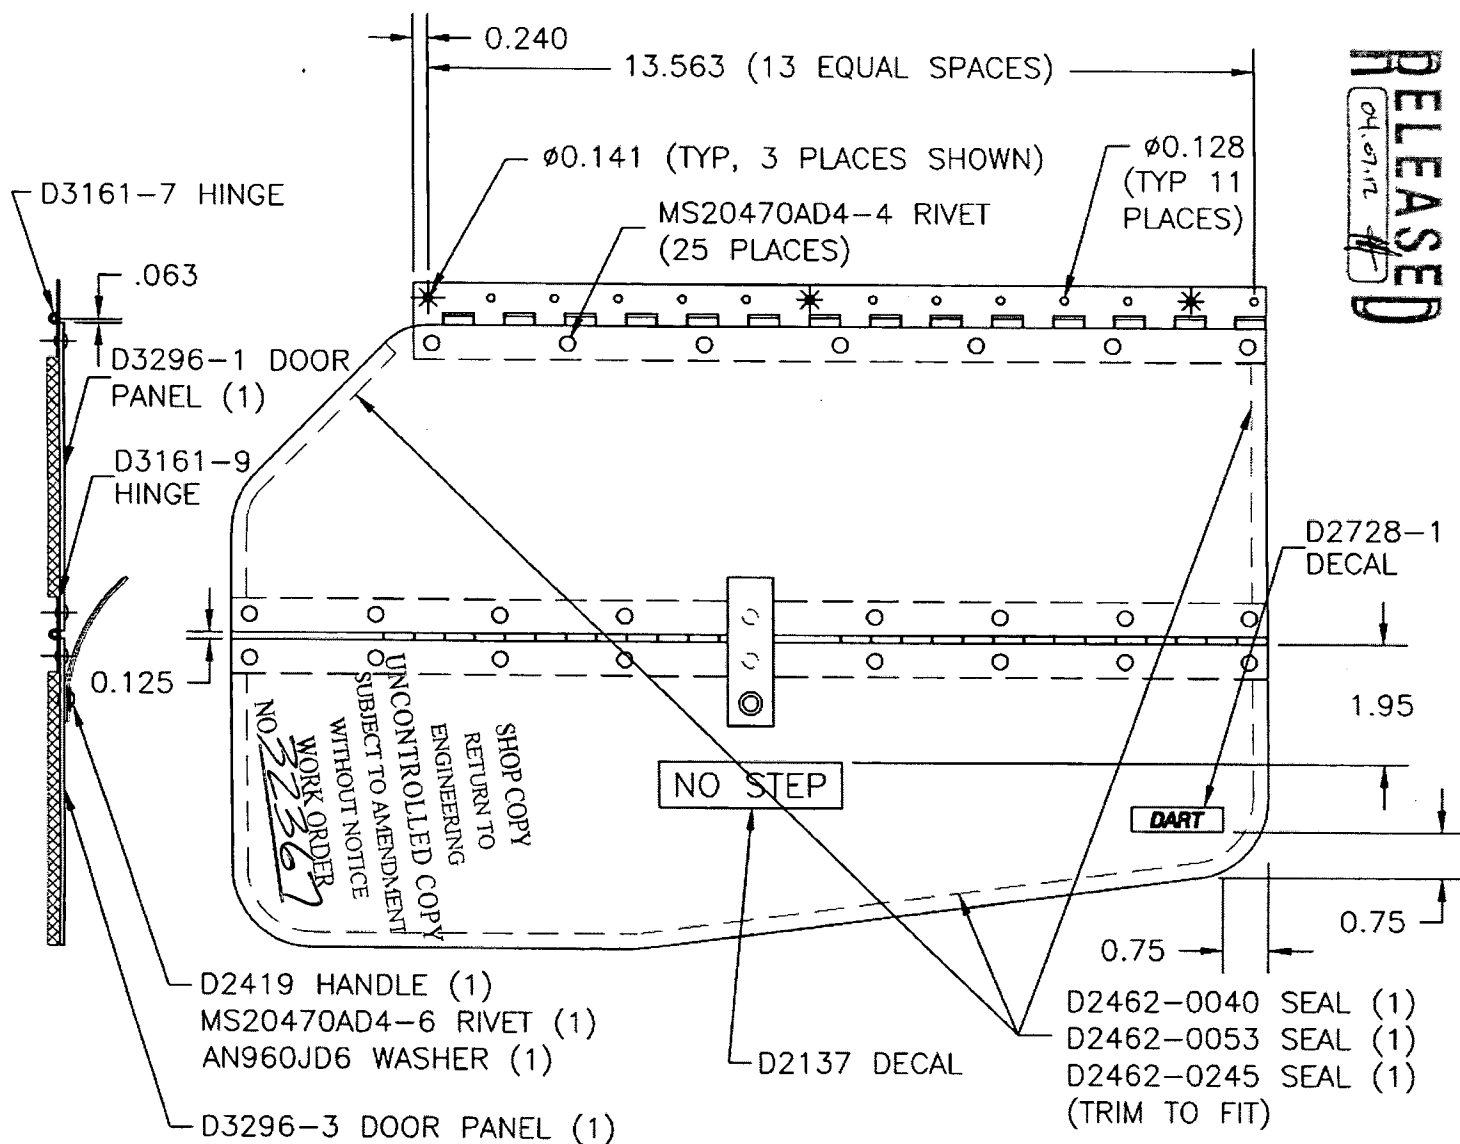 0.240
13.563 (13 EQUAL SPACES)
RELEASED
04.07.12
ø0.141 (TYP, 3 PLACES SHOWN)
ø0.128
(TYP 11
PLACES)
D3161-7 HINGE
MS20470AD4-4 RIVET
(25 PLACES)
.063
D3296-1 DOOR
PANEL (1)
D3161-9
HINGE
D2728-1
DECAL
0.125
1.95
SHOP COPY
RETURN TO
ENGINEERING
UNCONTROLLED COPY
SUBJECT TO AMENDMENT
WITHOUT NOTICE
WORK ORDER
NO. 32367
NO STEP
DART
0.75
0.75
D2419 HANDLE (1)
MS20470AD4-6 RIVET (1)
AN960JD6 WASHER (1)
D2137 DECAL
D2462-0040 SEAL (1)
D2462-0053 SEAL (1)
D2462-0245 SEAL (1)
(TRIM TO FIT)
D3296-3 DOOR PANEL (1)